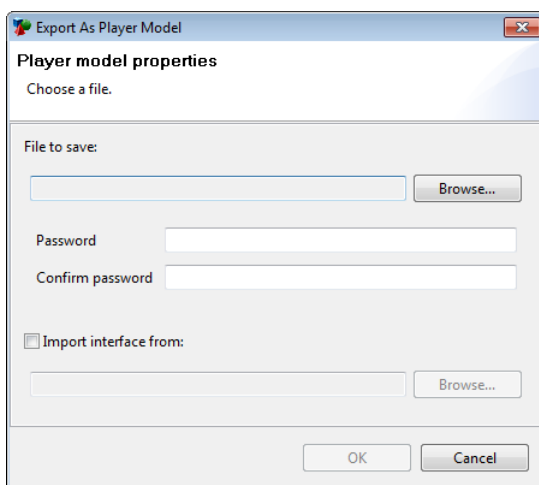 Export As Player Model
Player model properties
Choose a file.
File to save:
Browse...
Password
Confirm password
Import interface from:
Browse...
OK
Cancel